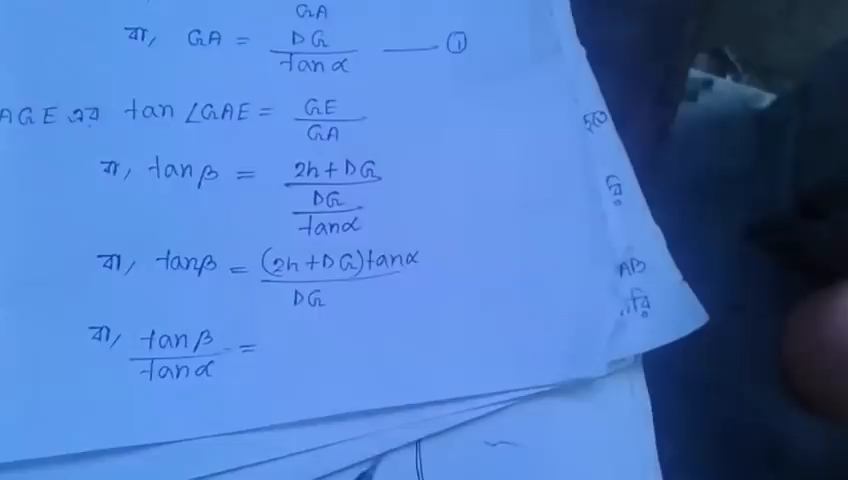 GA
বা, GA = DG / tanα —— ①
AGE এর tan ∠GAE = GE / GA
বা, tanβ = (2h + DG) / (DG / tanα)
বা, tanβ = (2h + DG) tanα / DG
বা, tanβ / tanα =
AB